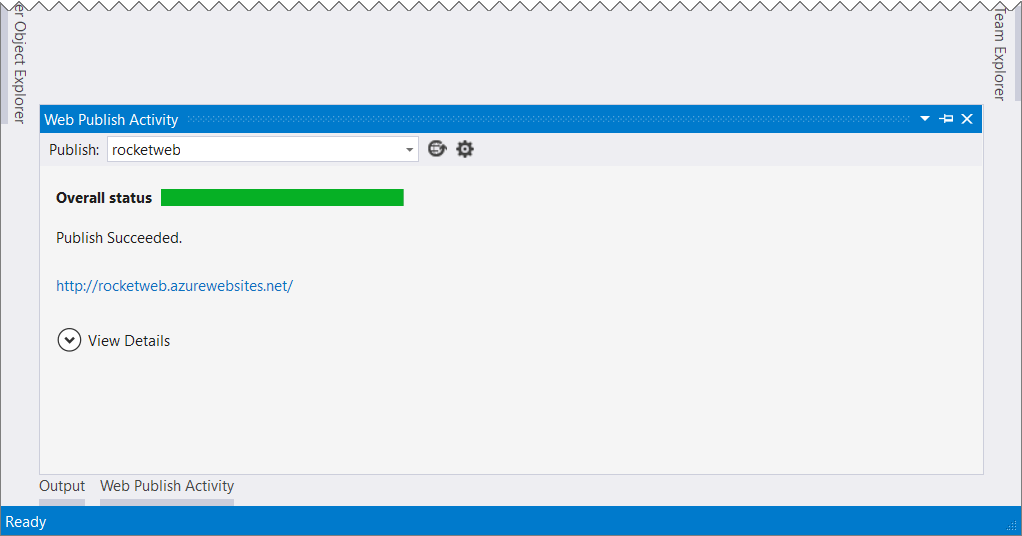 er Object Explorer
Team Explorer
Web Publish Activity
Publish: rocketweb
Overall status
Publish Succeeded.
http://rocketweb.azurewebsites.net/
View Details
Output Web Publish Activity
Ready